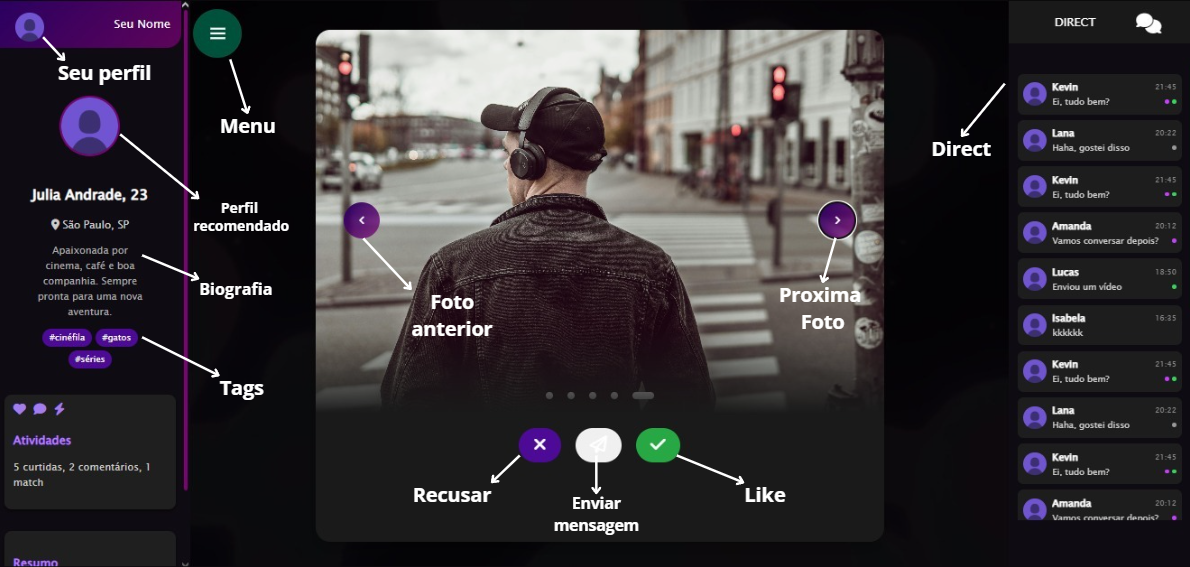 Seu Nome
Seu perfil
Julia Andrade, 23
São Paulo, SP
Apaixonada por
cinema, café e boa
companhia. Sempre
pronta para uma nova
aventura.
#cinéfila #gatos
#séries
Atividades
5 curtidas, 2 comentários, 1
match
Resumo
Menu
Perfil
recomendado
Biografia
Tags
Foto
anterior
Proxima
Foto
Recusar
Enviar
mensagem
Like
Direct
DIRECT
Kevin 21:45
Ei, tudo bem?
Lana 20:22
Haha, gostei disso
Kevin 21:45
Ei, tudo bem?
Amanda 20:12
Vamos conversar depois?
Lucas 18:50
Enviou um vídeo
Isabela 16:35
kkkkkk
Kevin 21:45
Ei, tudo bem?
Lana 20:22
Haha, gostei disso
Kevin 21:45
Ei, tudo bem?
Amanda 20:12
Vamos conversar depois?